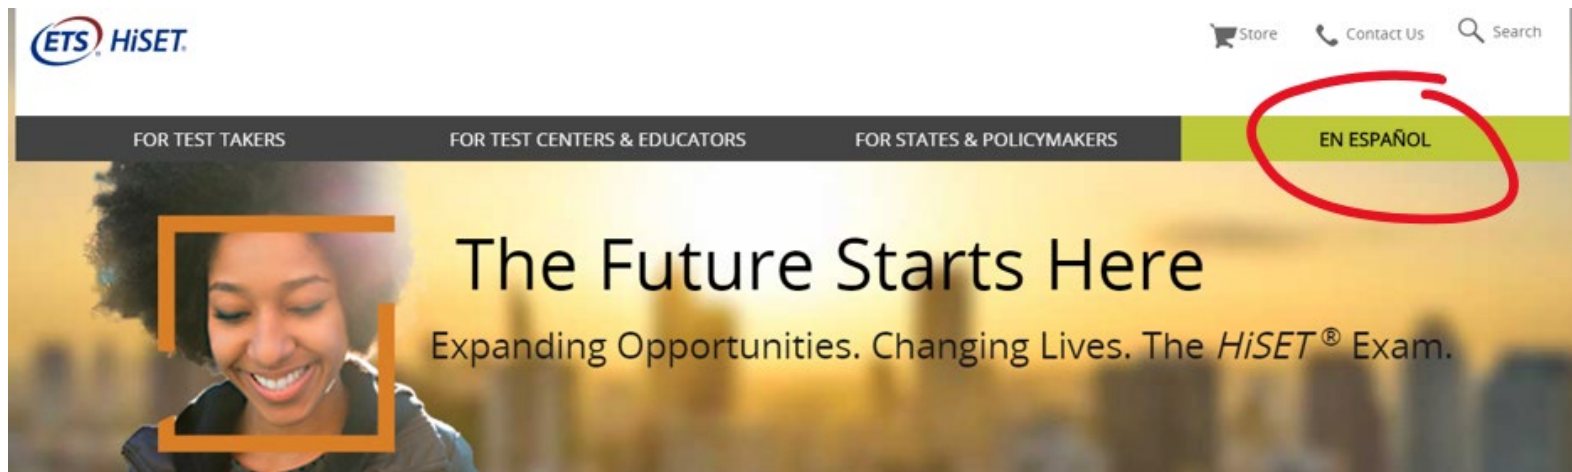 ETS® HiSET®
Store Contact Us Search
FOR TEST TAKERS FOR TEST CENTERS & EDUCATORS FOR STATES & POLICYMAKERS EN ESPAÑOL
The Future Starts Here
Expanding Opportunities. Changing Lives. The HiSET® Exam.